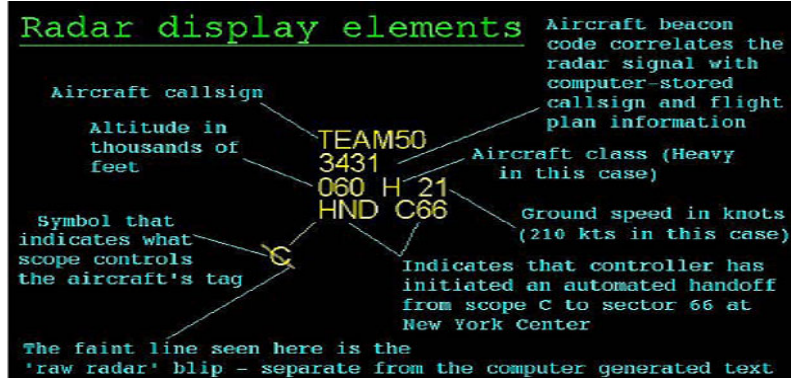 Radar display elements
Aircraft beacon
code correlates the
radar signal with
computer-stored
callsign and flight
plan information
Aircraft callsign
Altitude in
thousands of
feet
TEAM50
3431
060 H 21
HND C66
Aircraft class (Heavy
in this case)
Ground speed in knots
(210 kts in this case)
Symbol that
indicates what
scope controls
the aircraft's tag
C
Indicates that controller has
initiated an automated handoff
from scope C to sector 66 at
New York Center
The faint line seen here is the
'raw radar' blip - separate from the computer generated text